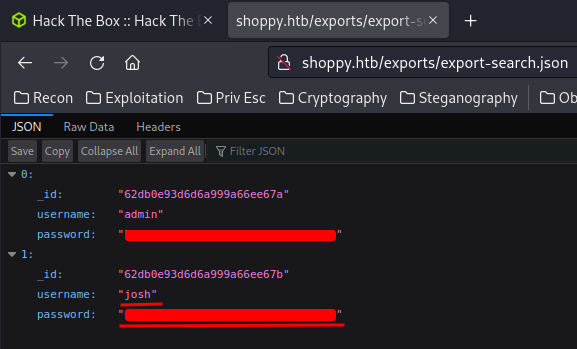 Hack The Box :: Hack The
shoppy.htb/exports/export-s
shoppy.htb/exports/export-search.json
Recon Exploitation Priv Esc Cryptography Steganography Ob
JSON Raw Data Headers
Save Copy Collapse All Expand All Filter JSON
0:
_id: "62db0e93d6d6a999a66ee67a"
username: "admin"
password: " "
1:
_id: "62db0e93d6d6a999a66ee67b"
username: "josh"
password: " "